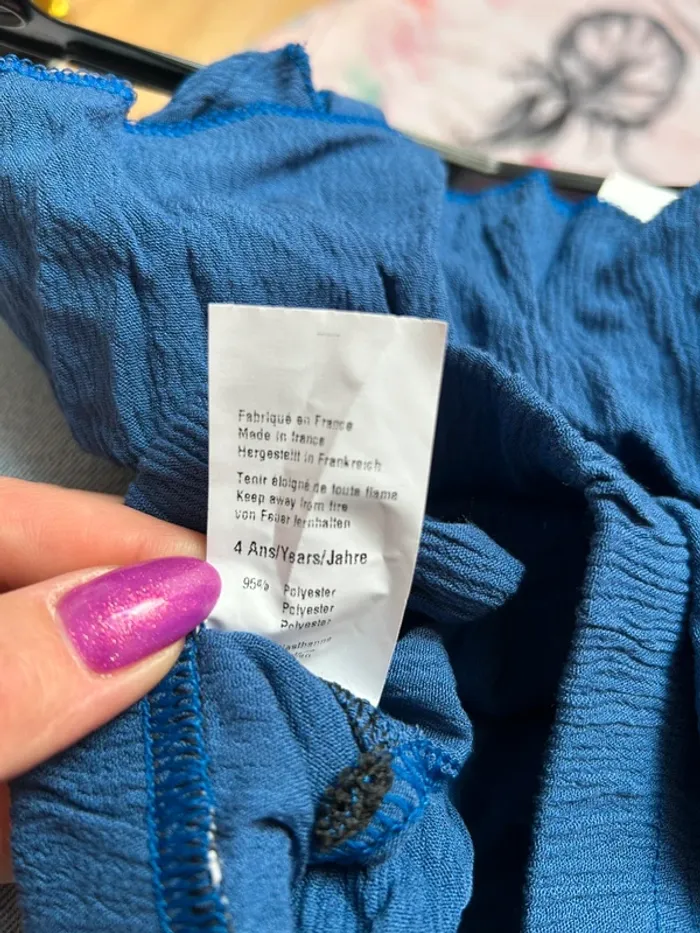 Fabriqué en France
Made in france
Hergestellt in Frankreich
Tenir éloigné de toute flame
Keep away from fire
von Feuer fernhalten
4 Ans/Years/Jahre
95% Polyester
Polyester
Polyester